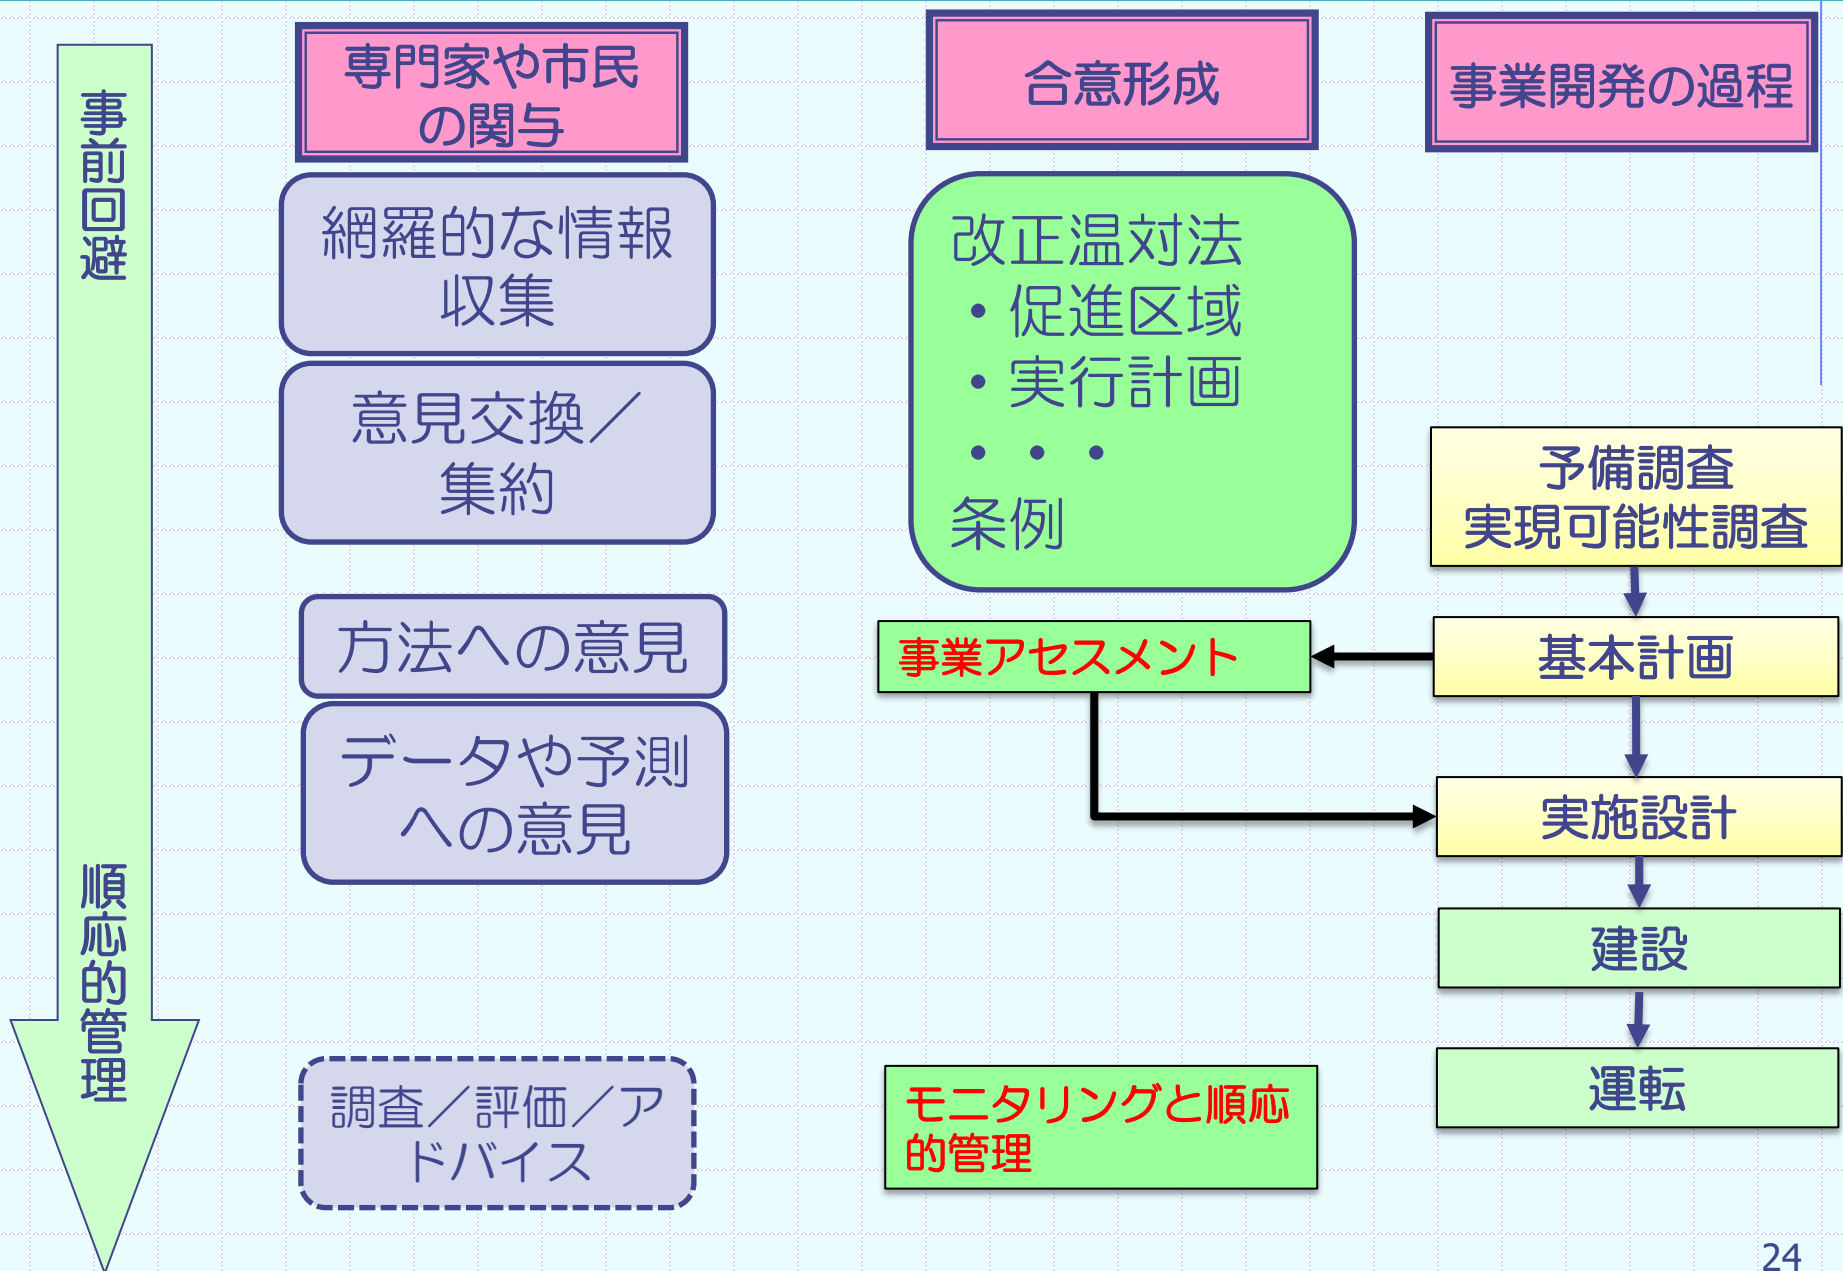 事前回避
順応的管理
専門家や市民
の関与
網羅的な情報
収集
意見交換／
集約
方法への意見
データや予測
への意見
調査／評価／ア
ドバイス
合意形成
改正温対法
・促進区域
・実行計画
・・・
条例
事業アセスメント
モニタリングと順応
的管理
事業開発の過程
予備調査
実現可能性調査
基本計画
実施設計
建設
運転
24